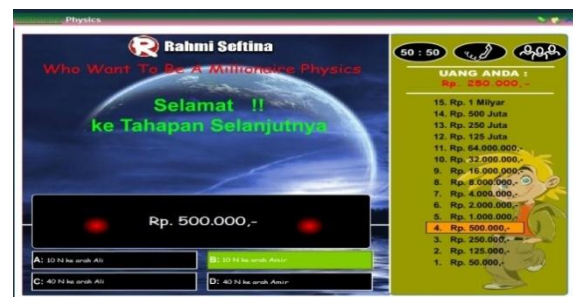 Physics
Rahmi Seftina
Who Want To Be A Millionaire Physics
Selamat !!
ke Tahapan Selanjutnya
Rp. 500.000,-
A: 10 N ke arah Ali
B: 10 N ke arah Amir
C: 40 N ke arah Ali
D: 40 N ke arah Amir
50 : 50
UANG ANDA :
Rp. 250.000,-
15. Rp. 1 Milyar
14. Rp. 500 Juta
13. Rp. 250 Juta
12. Rp. 125 Juta
11. Rp. 64.000.000,-
10. Rp. 32.000.000,-
9. Rp. 16.000.000,-
8. Rp. 8.000.000,-
7. Rp. 4.000.000,-
6. Rp. 2.000.000,-
5. Rp. 1.000.000,-
4. Rp. 500.000,-
3. Rp. 250.000,-
2. Rp. 125.000,-
1. Rp. 50.000,-